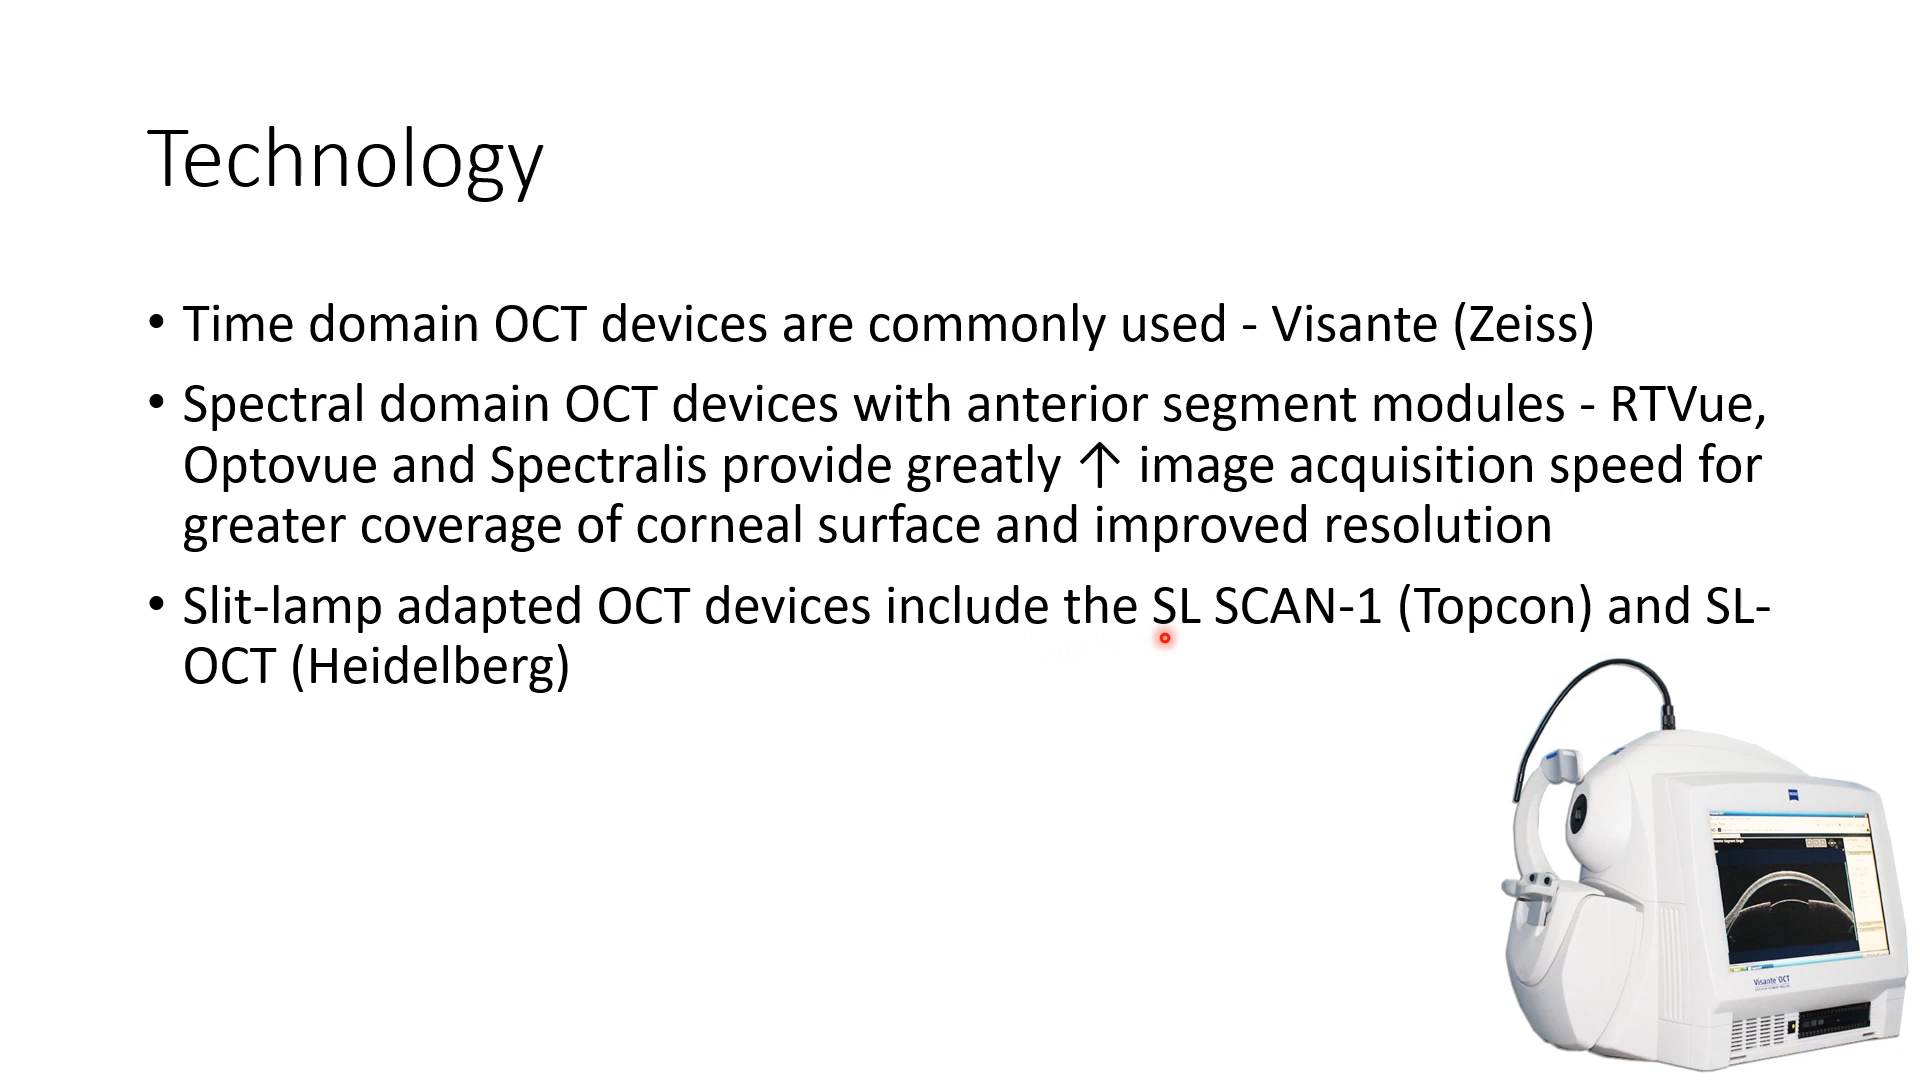 Technology
• Time domain OCT devices are commonly used - Visante (Zeiss)
• Spectral domain OCT devices with anterior segment modules - RTVue,
Optovue and Spectralis provide greatly ↑ image acquisition speed for
greater coverage of corneal surface and improved resolution
• Slit-lamp adapted OCT devices include the SL SCAN-1 (Topcon) and SL-
OCT (Heidelberg)
Visante OCT